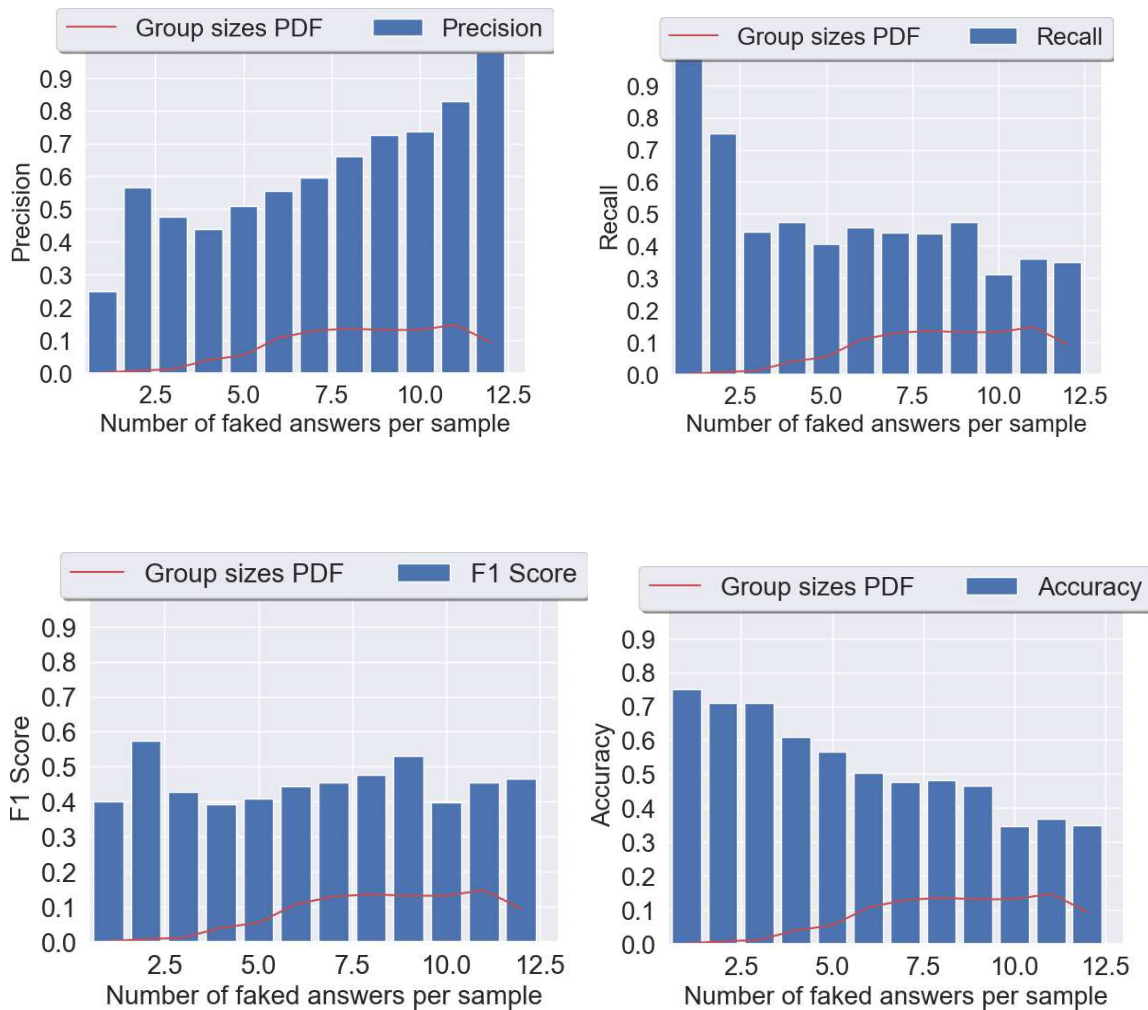 Group sizes PDF Precision
0.9
0.8
0.7
0.6
0.5
0.4
0.3
0.2
0.1
0.0
Precision
2.5 5.0 7.5 10.0 12.5
Number of faked answers per sample
Group sizes PDF Recall
0.9
0.8
0.7
0.6
0.5
0.4
0.3
0.2
0.1
0.0
Recall
2.5 5.0 7.5 10.0 12.5
Number of faked answers per sample
Group sizes PDF F1 Score
0.9
0.8
0.7
0.6
0.5
0.4
0.3
0.2
0.1
0.0
F1 Score
2.5 5.0 7.5 10.0 12.5
Number of faked answers per sample
Group sizes PDF Accuracy
0.9
0.8
0.7
0.6
0.5
0.4
0.3
0.2
0.1
0.0
Accuracy
2.5 5.0 7.5 10.0 12.5
Number of faked answers per sample